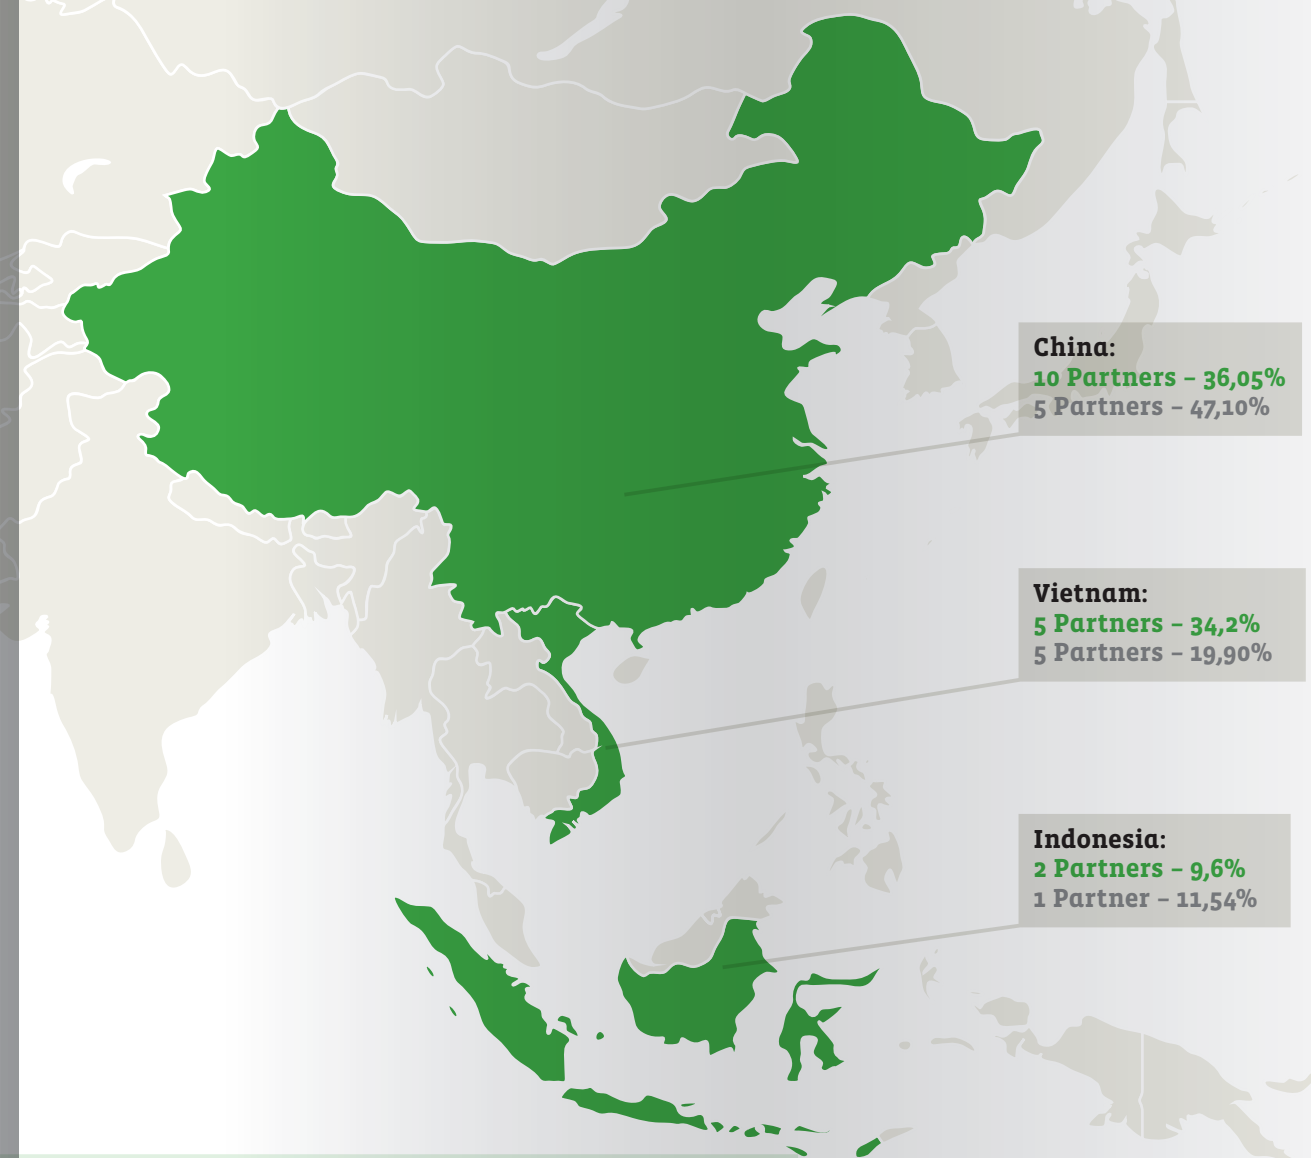 China:
10 Partners – 36,05%
5 Partners – 47,10%
Vietnam:
5 Partners – 34,2%
5 Partners – 19,90%
Indonesia:
2 Partners – 9,6%
1 Partner – 11,54%